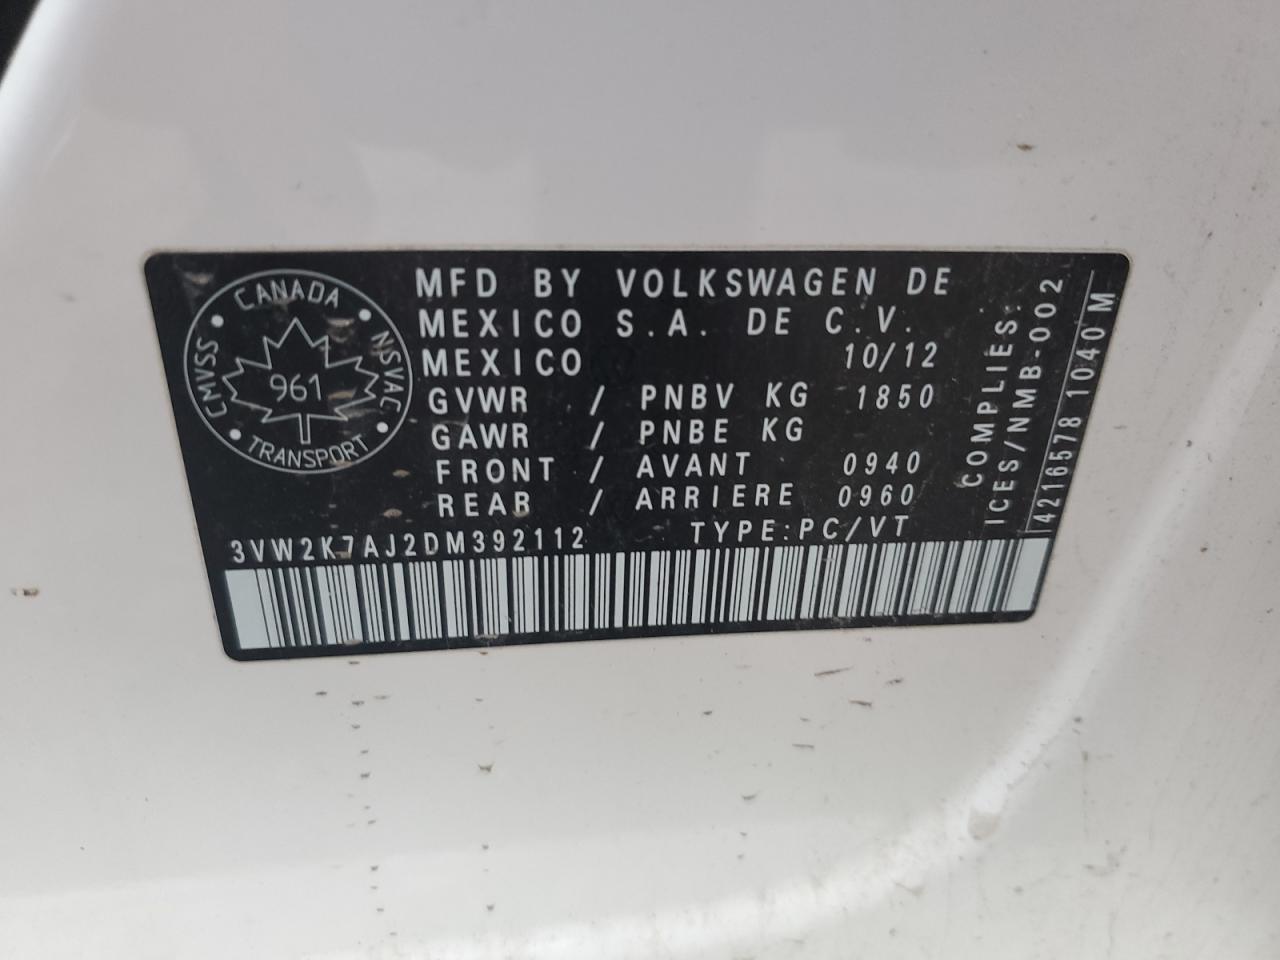 CANADA
CMVSS
NSVAC
961
TRANSPORT
MFD BY VOLKSWAGEN DE
MEXICO S.A. DE C.V.
MEXICO 10/12
GVWR / PNBV KG 1850
GAWR / PNBE KG
FRONT / AVANT 0940
REAR / ARRIERE 0960
3VW2K7AJ2DM392112 TYPE:PC/VT
COMPLIES:
ICES/NMB-002
4216578 1040 M